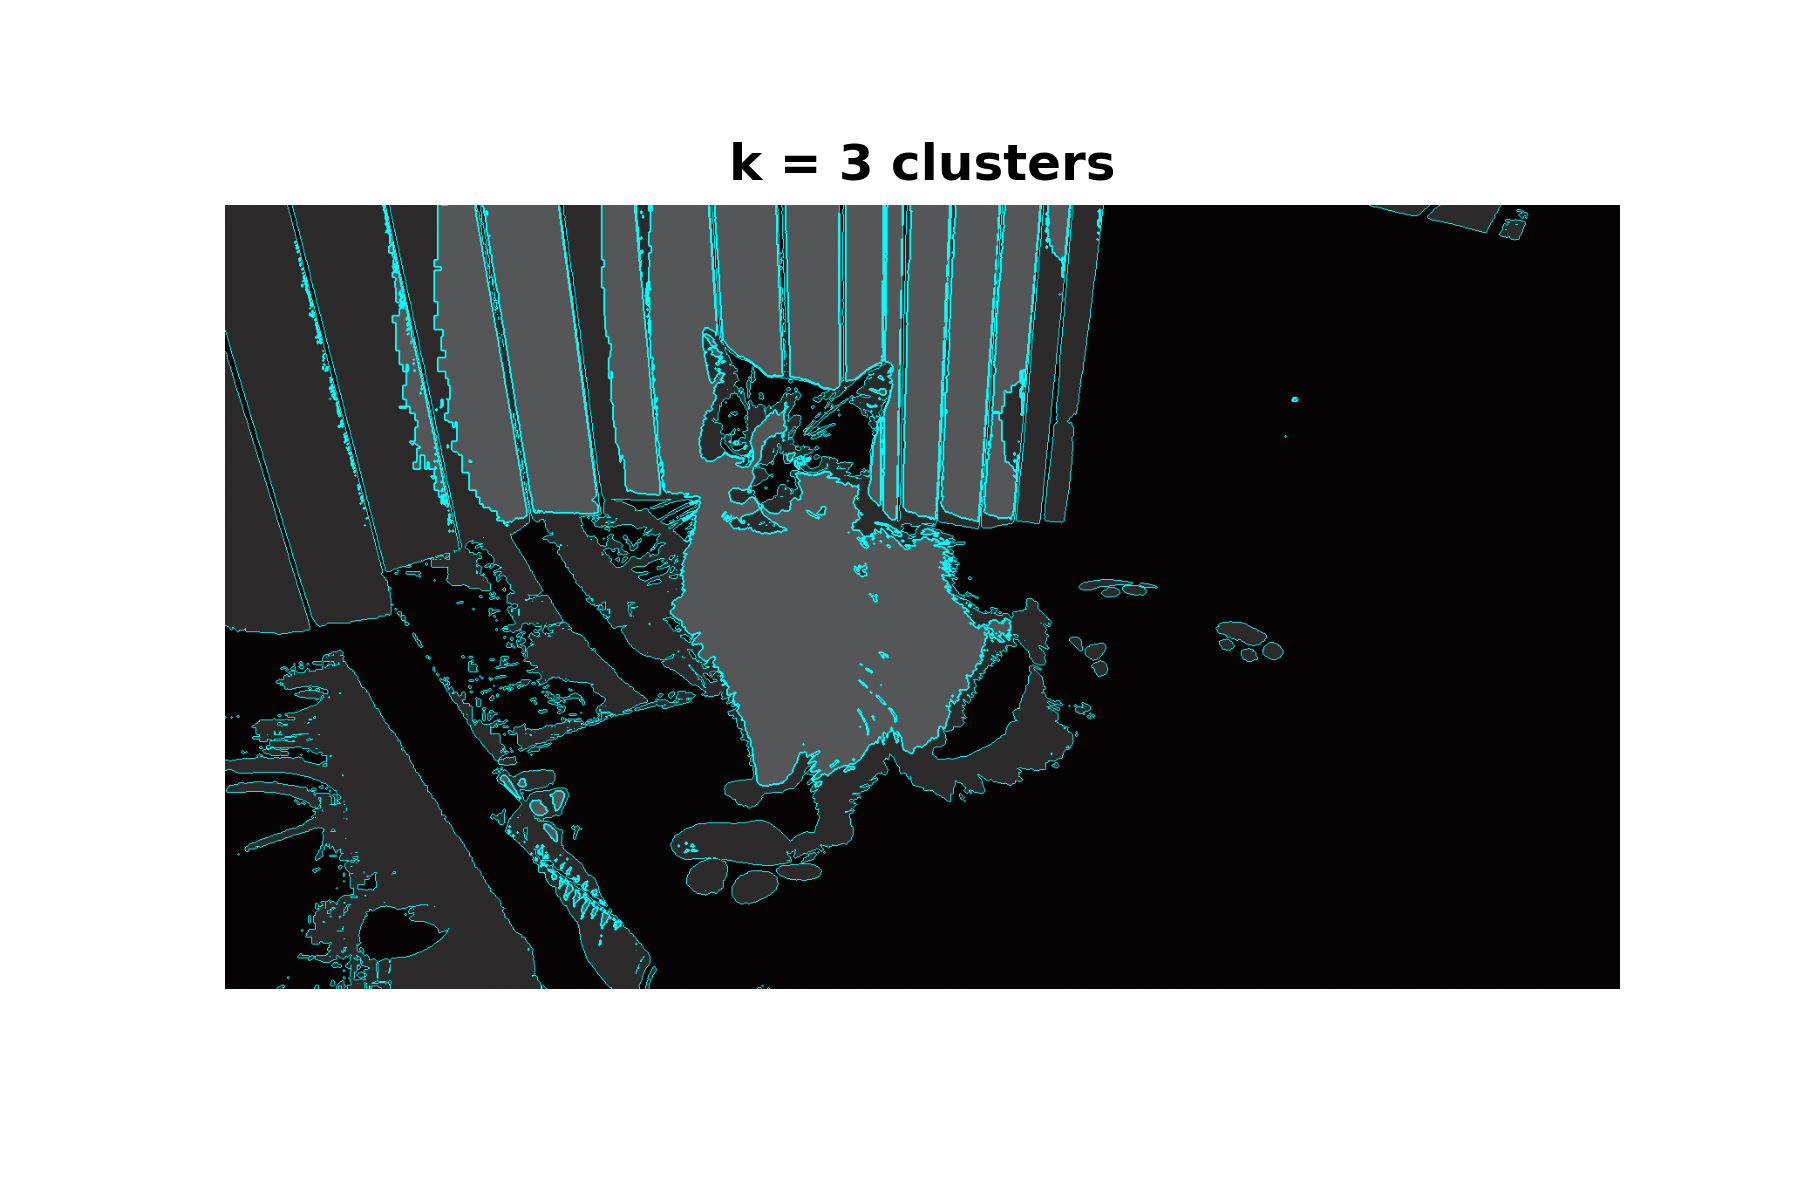 k = 3 clusters